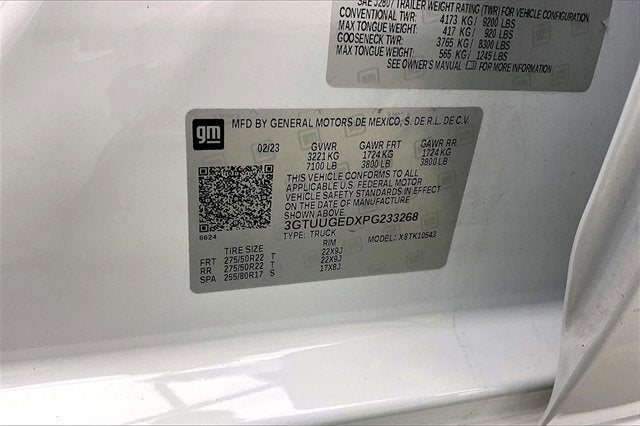 SAE J2807 TRAILER WEIGHT RATING (TWR) FOR VEHICLE CONFIGURATION.
CONVENTIONAL TWR: 4173 KG / 9200 LBS
MAX TONGUE WEIGHT: 417 KG / 920 LBS
GOOSENECK TWR: 3765 KG / 8300 LBS
MAX TONGUE WEIGHT: 565 KG / 1245 LBS
SEE OWNER'S MANUAL FOR MORE INFORMATION
gm MFD BY GENERAL MOTORS DE MEXICO, S. DE R.L. DE C.V.
02/23 GVWR GAWR FRT GAWR RR
3221 KG 1724 KG 1724 KG
7100 LB 3800 LB 3800 LB
THIS VEHICLE CONFORMS TO ALL
APPLICABLE U.S. FEDERAL MOTOR
VEHICLE SAFETY STANDARDS IN EFFECT
ON THE DATE OF MANUFACTURE
SHOWN ABOVE.
3GTUUGEDXPG233268
8624 TYPE: TRUCK MODEL: X8TK10543
TIRE SIZE RIM
FRT 275/50R22 T 22X9J
RR 275/50R22 T 22X9J
SPA 255/80R17 S 17X8J